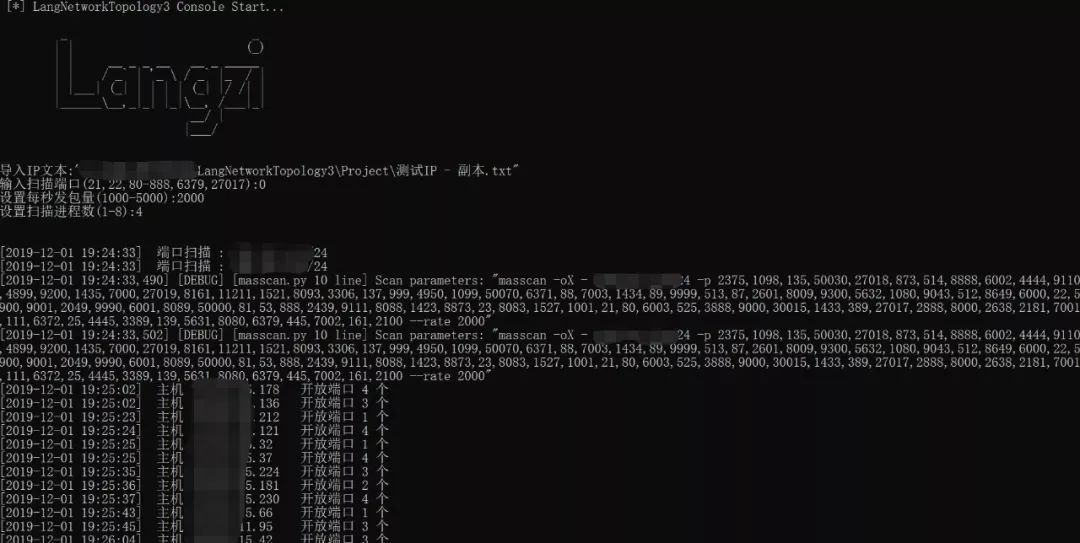 [*] LangNetworkTopology3 Console Start...
Langzi
导入IP文本:"LangNetworkTopology3\Project\测试IP - 副本.txt"
输入扫描端口(21,22,80-888,6379,27017):0
设置每秒发包量(1000-5000):2000
设置扫描进程数(1-8):4
[2019-12-01 19:24:33] 端口扫描 : /24
[2019-12-01 19:24:33] 端口扫描 : /24
[2019-12-01 19:24:33,490] [DEBUG] [masscan.py 10 line] Scan parameters: "masscan -oX - 24 -p 2375,1098,135,50030,27018,873,514,8888,6002,4444,9110
,4899,9200,1435,7000,27019,8161,11211,1521,8093,3306,137,999,4950,1099,50070,6371,88,7003,1434,89,9999,513,87,2601,8009,9300,5632,1080,9043,512,8649,6000,22,5
900,9001,2049,9990,6001,8089,50000,81,53,888,2439,9111,8088,1423,8873,23,8083,1527,1001,21,80,6003,525,3888,9000,30015,1433,389,27017,2888,8000,2638,2181,7001
,111,6372,25,4445,3389,139,5631,8080,6379,445,7002,161,2100 --rate 2000"
[2019-12-01 19:24:33,502] [DEBUG] [masscan.py 10 line] Scan parameters: "masscan -oX - 24 -p 2375,1098,135,50030,27018,873,514,8888,6002,4444,9110
,4899,9200,1435,7000,27019,8161,11211,1521,8093,3306,137,999,4950,1099,50070,6371,88,7003,1434,89,9999,513,87,2601,8009,9300,5632,1080,9043,512,8649,6000,22,5
900,9001,2049,9990,6001,8089,50000,81,53,888,2439,9111,8088,1423,8873,23,8083,1527,1001,21,80,6003,525,3888,9000,30015,1433,389,27017,2888,8000,2638,2181,7001
,111,6372,25,4445,3389,139,5631,8080,6379,445,7002,161,2100 --rate 2000"
[2019-12-01 19:25:02] 主机 .178 开放端口 4 个
[2019-12-01 19:25:02] 主机 .136 开放端口 3 个
[2019-12-01 19:25:23] 主机 .212 开放端口 1 个
[2019-12-01 19:25:24] 主机 .121 开放端口 4 个
[2019-12-01 19:25:25] 主机 .32 开放端口 1 个
[2019-12-01 19:25:25] 主机 5.37 开放端口 4 个
[2019-12-01 19:25:35] 主机 5.224 开放端口 3 个
[2019-12-01 19:25:36] 主机 5.181 开放端口 2 个
[2019-12-01 19:25:37] 主机 5.230 开放端口 4 个
[2019-12-01 19:25:43] 主机 5.66 开放端口 1 个
[2019-12-01 19:25:45] 主机 1.95 开放端口 3 个
[2019-12-01 19:26:04] 主机 15.42 开放端口 3 个